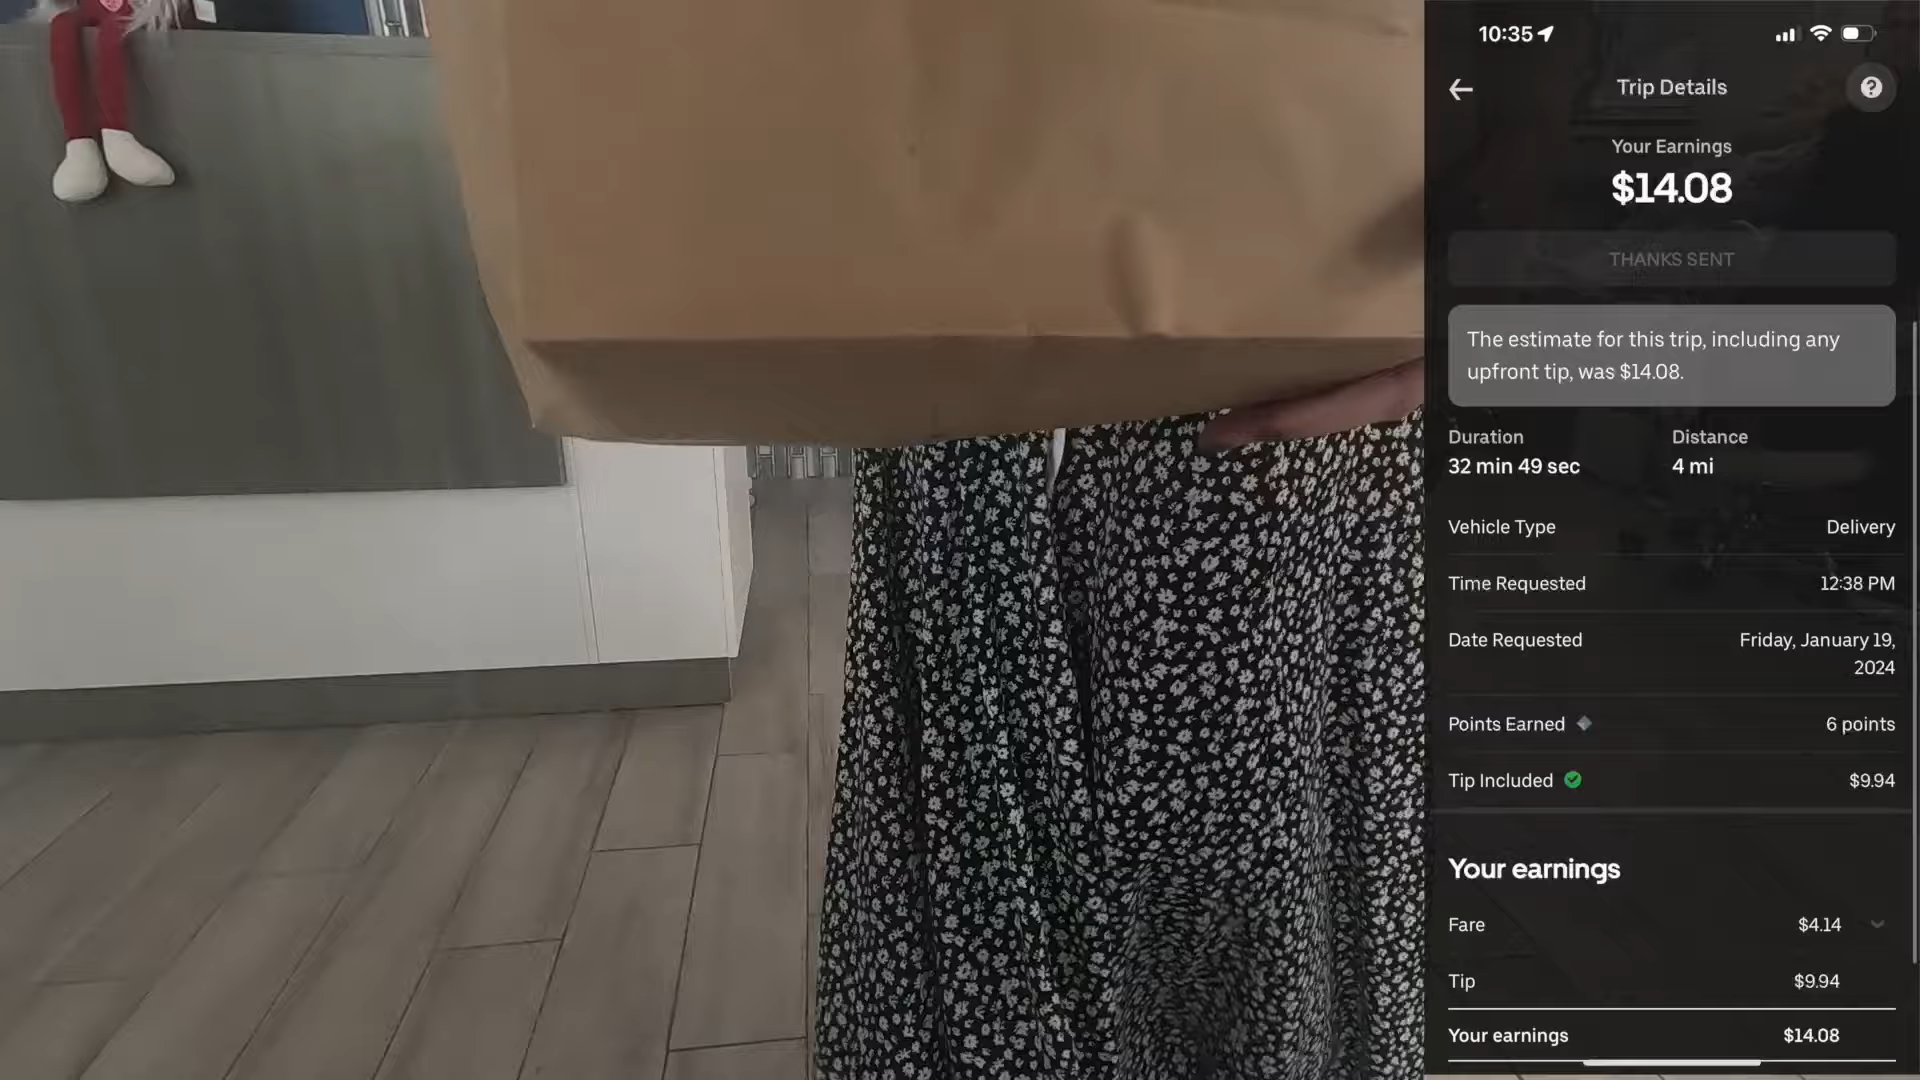 10:35
Trip Details
Your Earnings
$14.08
THANKS SENT
The estimate for this trip, including any
upfront tip, was $14.08.
Duration Distance
32 min 49 sec 4 mi
Vehicle Type Delivery
Time Requested 12:38 PM
Date Requested Friday, January 19,
2024
Points Earned 6 points
Tip Included $9.94
Your earnings
Fare $4.14
Tip $9.94
Your earnings $14.08